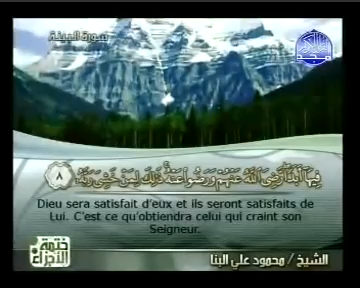 سورة البينة
المجد
فِيهَا أَبَدًا رَّضِيَ اللَّهُ عَنْهُمْ وَرَضُوا عَنْهُ ذَٰلِكَ لِمَنْ خَشِيَ رَبَّهُ ٨
Dieu sera satisfait d'eux et ils seront satisfaits de
Lui. C'est ce qu'obtiendra celui qui craint son
Seigneur.
ختمة
الأجزاء
الشيخ / محمود علي البنا